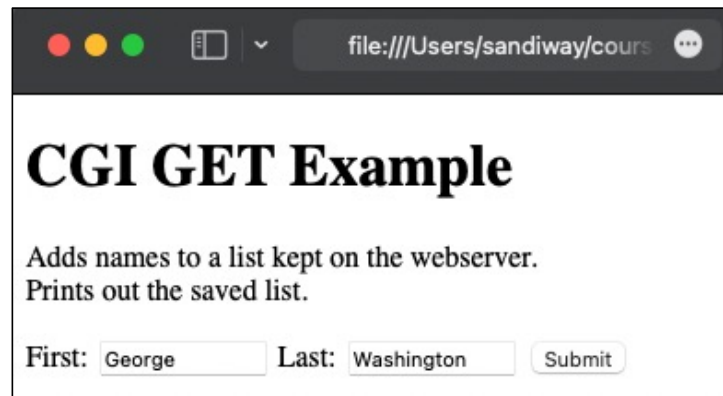 file:///Users/sandiway/cours
CGI GET Example
Adds names to a list kept on the webserver.
Prints out the saved list.
First: George Last: Washington Submit